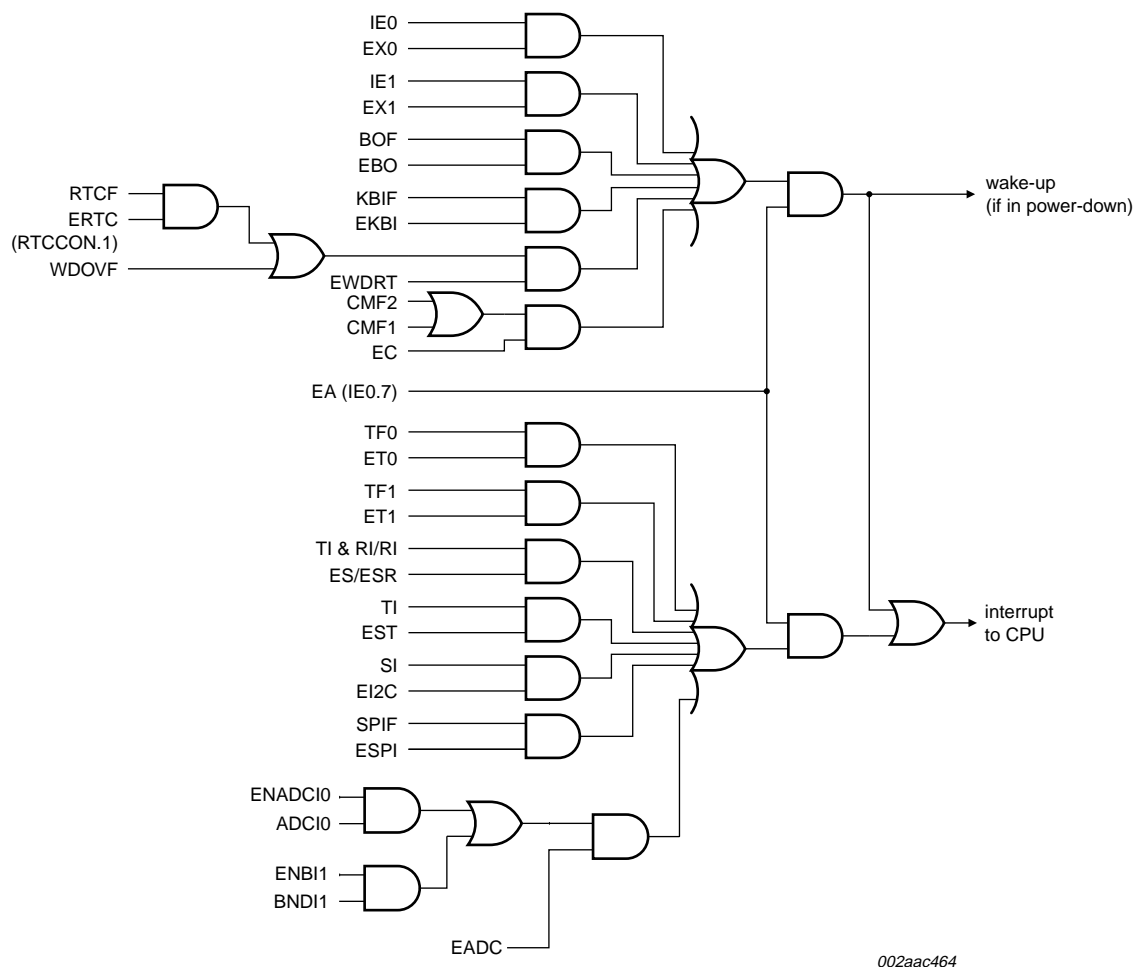 IE0
EX0
IE1
EX1
BOF
EBO
KBIF
EKBI
RTCF
ERTC
(RTCCON.1)
WDOVF
EWDRT
CMF2
CMF1
EC
wake-up
(if in power-down)
EA (IE0.7)
TF0
ET0
TF1
ET1
TI & RI/RI
ES/ESR
TI
EST
SI
EI2C
SPIF
ESPI
interrupt
to CPU
ENADCI0
ADCI0
ENBI1
BNDI1
EADC
002aac464